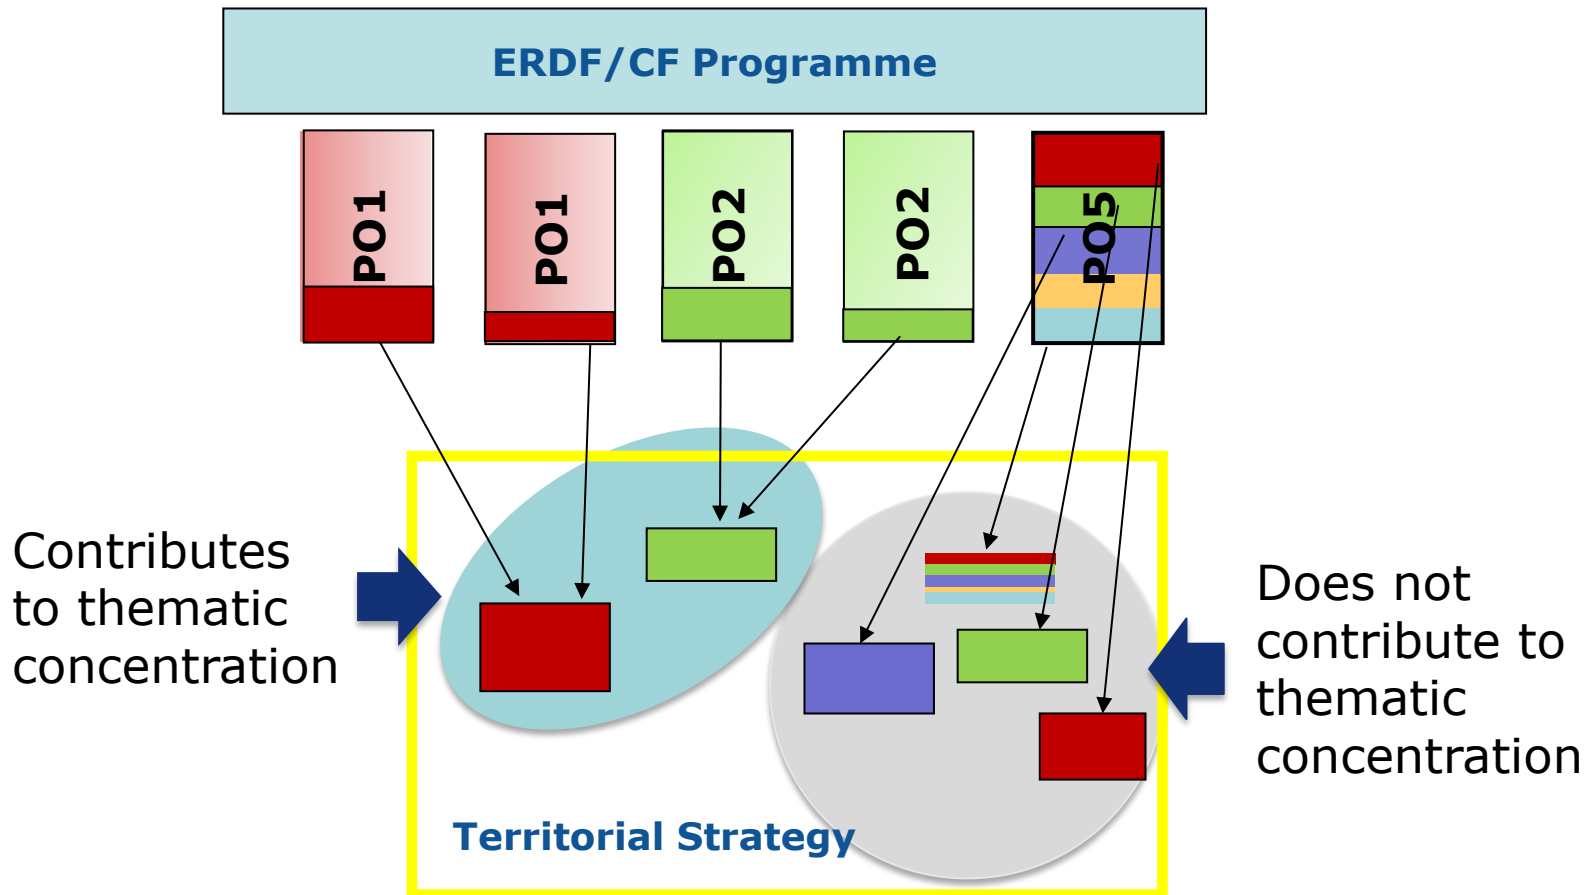 ERDF/CF Programme
PO1
PO1
PO2
PO2
PO5
Contributes
to thematic
concentration
Does not
contribute to
thematic
concentration
Territorial Strategy